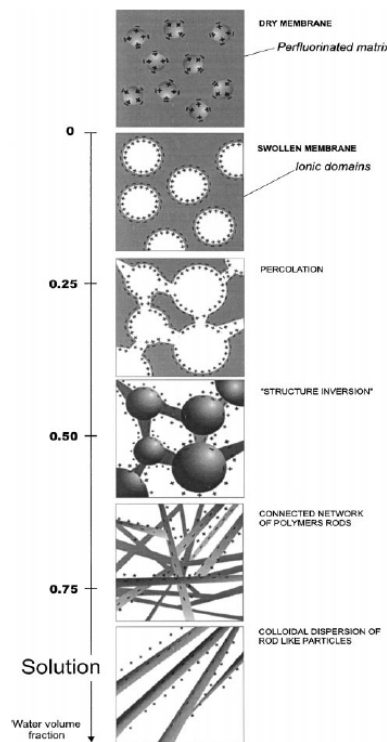 DRY MEMBRANE
Perfluorinated matrix
0
SWOLLEN MEMBRANE
Ionic domains
0.25
PERCOLATION
"STRUCTURE INVERSION"
0.50
CONNECTED NETWORK
OF POLYMERS RODS
0.75
COLLOIDAL DISPERSION OF
ROD LIKE PARTICLES
Solution
Water volume
fraction